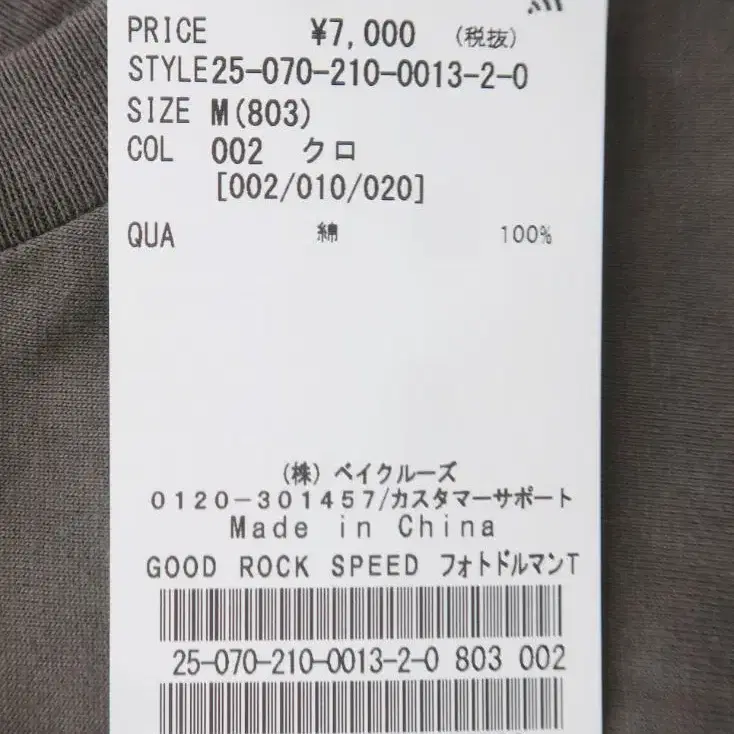 PRICE ¥7,000 (税抜)
STYLE25-070-210-0013-2-0
SIZE M(803)
COL 002 クロ
[002/010/020]
QUA 綿 100%
(株) ベイクルーズ
0120-301457/カスタマーサポート
Made in China
GOOD ROCK SPEED フォトドルマンT
25-070-210-0013-2-0 803 002